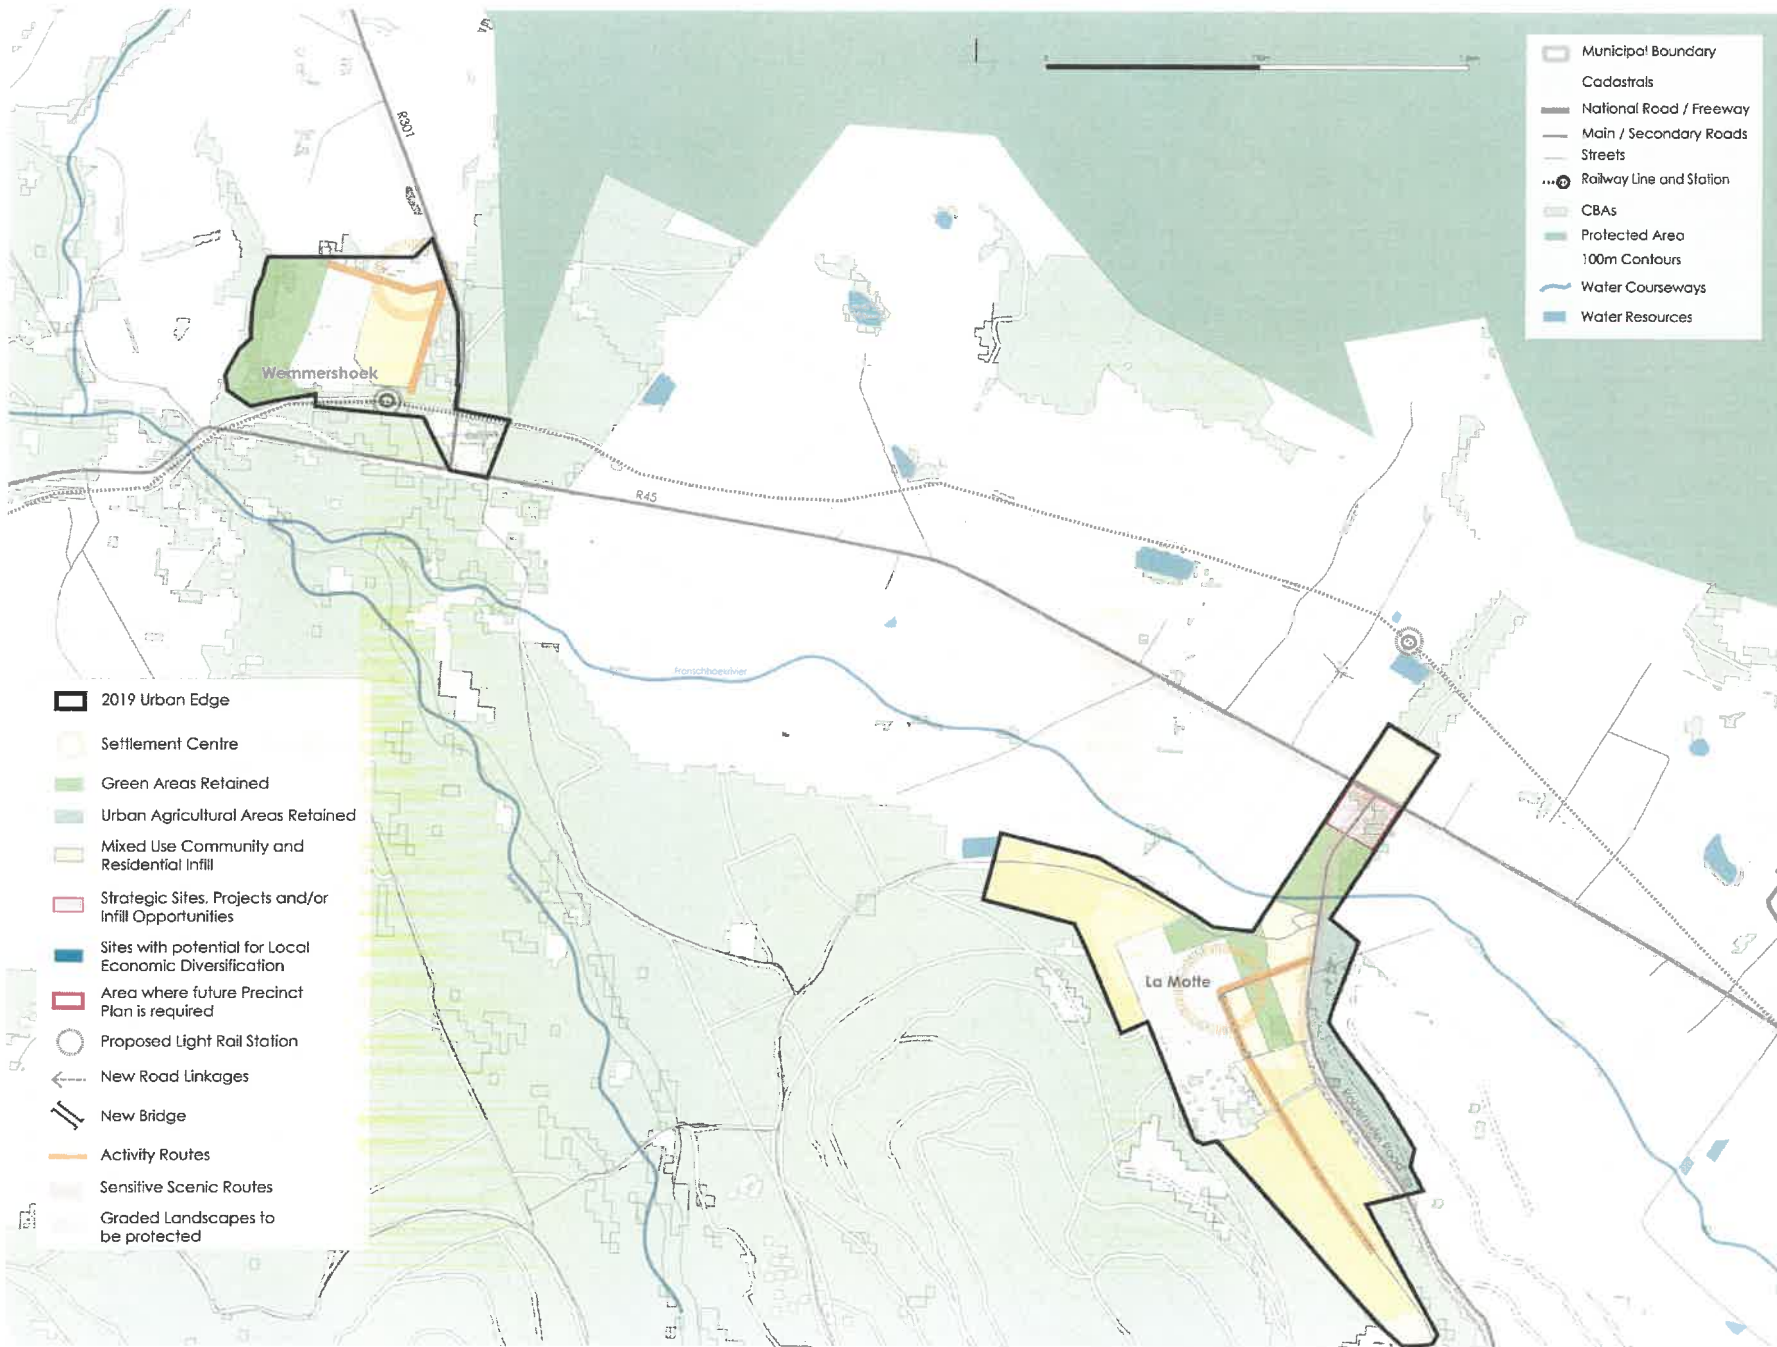 R301
Municipal Boundary
Cadastrals
National Road / Freeway
Main / Secondary Roads
Streets
Railway Line and Station
CBAs
Protected Area
100m Contours
Water Courseways
Water Resources
Wemmershoek
R45
Franschhoekrivier
2019 Urban Edge
Settlement Centre
Green Areas Retained
Urban Agricultural Areas Retained
Mixed Use Community and
Residential Infill
Strategic Sites, Projects and/or
Infill Opportunities
Sites with potential for Local
Economic Diversification
Area where future Precinct
Plan is required
Proposed Light Rail Station
New Road Linkages
New Bridge
Activity Routes
Sensitive Scenic Routes
Graded Landscapes to
be protected
La Motte
Robertsvlei Road